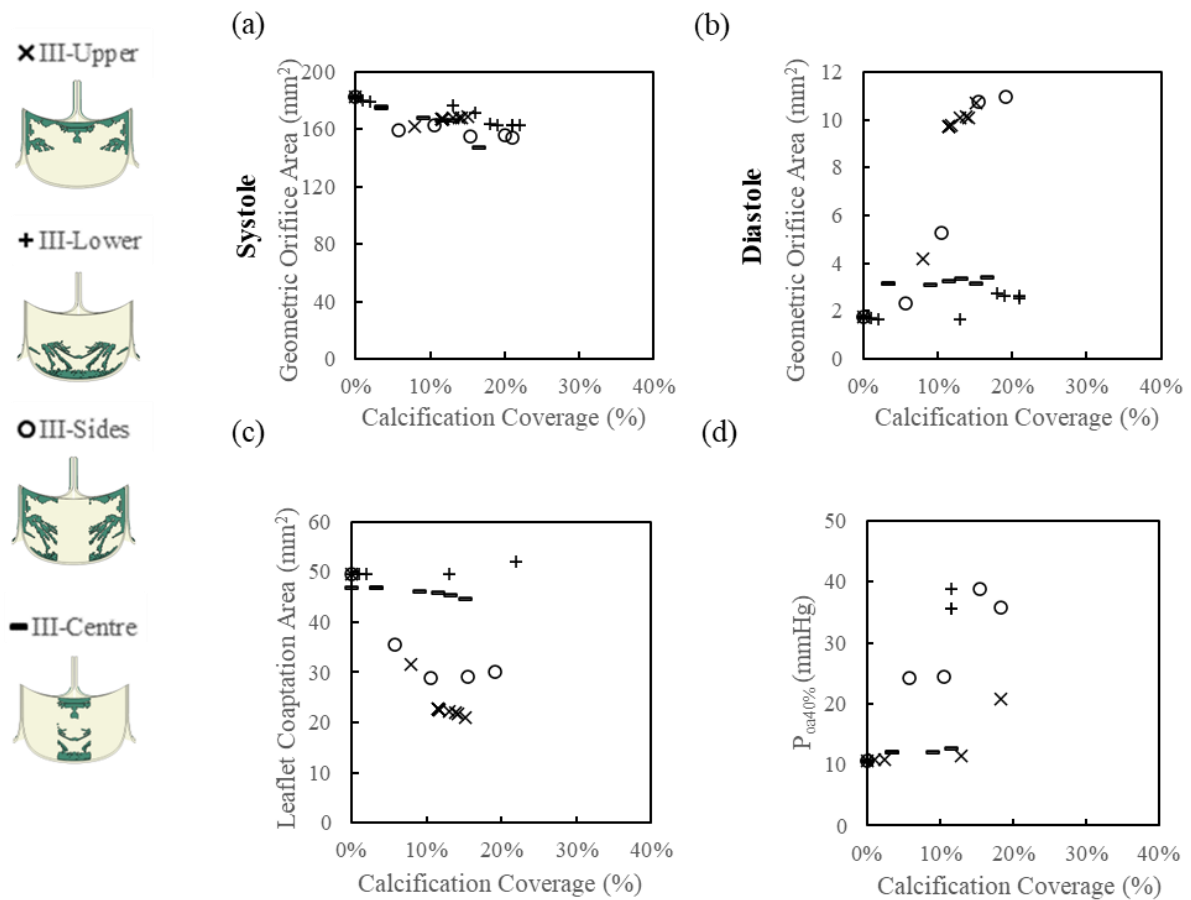 III-Upper
III-Lower
III-Sides
III-Centre
(a)
Systole
Geometric Orifiice Area (mm²)
200
160
120
80
40
0
0% 10% 20% 30% 40%
Calcification Coverage (%)
(b)
Diastole
Geometric Orifiice Area (mm²)
12
10
8
6
4
2
0
0% 10% 20% 30% 40%
Calcification Coverage (%)
(c)
Leaflet Coaptation Area (mm²)
60
50
40
30
20
10
0
0% 10% 20% 30% 40%
Calcification Coverage (%)
(d)
Poa40% (mmHg)
50
40
30
20
10
0
0% 10% 20% 30% 40%
Calcification Coverage (%)